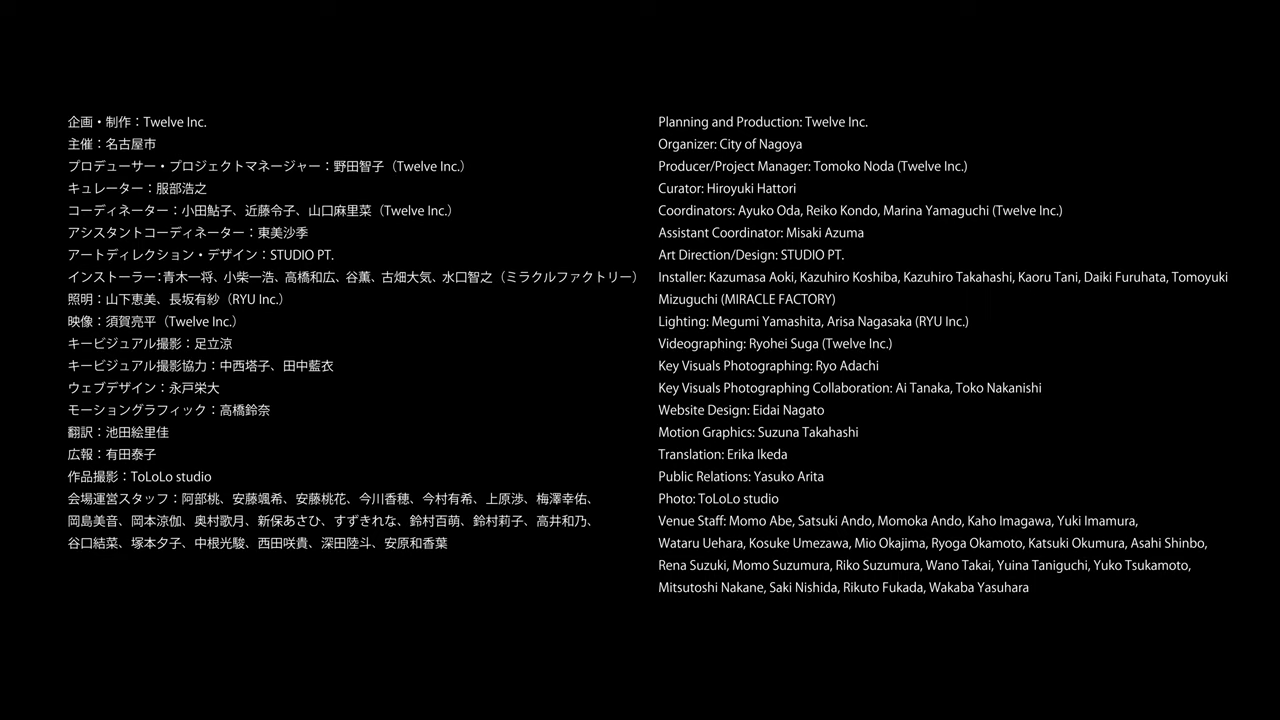 企画・制作：Twelve Inc.
主催：名古屋市
プロデューサー・プロジェクトマネージャー：野田智子（Twelve Inc.）
キュレーター：服部浩之
コーディネーター：小田鮎子、近藤令子、山口麻里菜（Twelve Inc.）
アシスタントコーディネーター：東美沙季
アートディレクション・デザイン：STUDIO PT.
インストーラー：青木一将、小柴一浩、高橋和広、谷薫、古畑大気、水口智之（ミラクルファクトリー）
照明：山下恵美、長坂有紗（RYU Inc.）
映像：須賀亮平（Twelve Inc.）
キービジュアル撮影：足立涼
キービジュアル撮影協力：中西塔子、田中藍衣
ウェブデザイン：永戸栄大
モーショングラフィック：高橋鈴奈
翻訳：池田絵里佳
広報：有田泰子
作品撮影：ToLoLo studio
会場運営スタッフ：阿部桃、安藤颯希、安藤桃花、今川香穂、今村有希、上原渉、梅澤幸佑、
岡島美音、岡本涼伽、奥村歌月、新保あさひ、すずきれな、鈴村百萌、鈴村莉子、高井和乃、
谷口結菜、塚本夕子、中根光駿、西田咲貴、深田陸斗、安原和香葉
Planning and Production: Twelve Inc.
Organizer: City of Nagoya
Producer/Project Manager: Tomoko Noda (Twelve Inc.)
Curator: Hiroyuki Hattori
Coordinators: Ayuko Oda, Reiko Kondo, Marina Yamaguchi (Twelve Inc.)
Assistant Coordinator: Misaki Azuma
Art Direction/Design: STUDIO PT.
Installer: Kazumasa Aoki, Kazuhiro Koshiba, Kazuhiro Takahashi, Kaoru Tani, Daiki Furuhata, Tomoyuki
Mizuguchi (MIRACLE FACTORY)
Lighting: Megumi Yamashita, Arisa Nagasaka (RYU Inc.)
Videographing: Ryohei Suga (Twelve Inc.)
Key Visuals Photographing: Ryo Adachi
Key Visuals Photographing Collaboration: Ai Tanaka, Toko Nakanishi
Website Design: Eidai Nagato
Motion Graphics: Suzuna Takahashi
Translation: Erika Ikeda
Public Relations: Yasuko Arita
Photo: ToLoLo studio
Venue Staff: Momo Abe, Satsuki Ando, Momoka Ando, Kaho Imagawa, Yuki Imamura,
Wataru Uehara, Kosuke Umezawa, Mio Okajima, Ryoga Okamoto, Katsuki Okumura, Asahi Shinbo,
Rena Suzuki, Momo Suzumura, Riko Suzumura, Wano Takai, Yuina Taniguchi, Yuko Tsukamoto,
Mitsutoshi Nakane, Saki Nishida, Rikuto Fukada, Wakaba Yasuhara